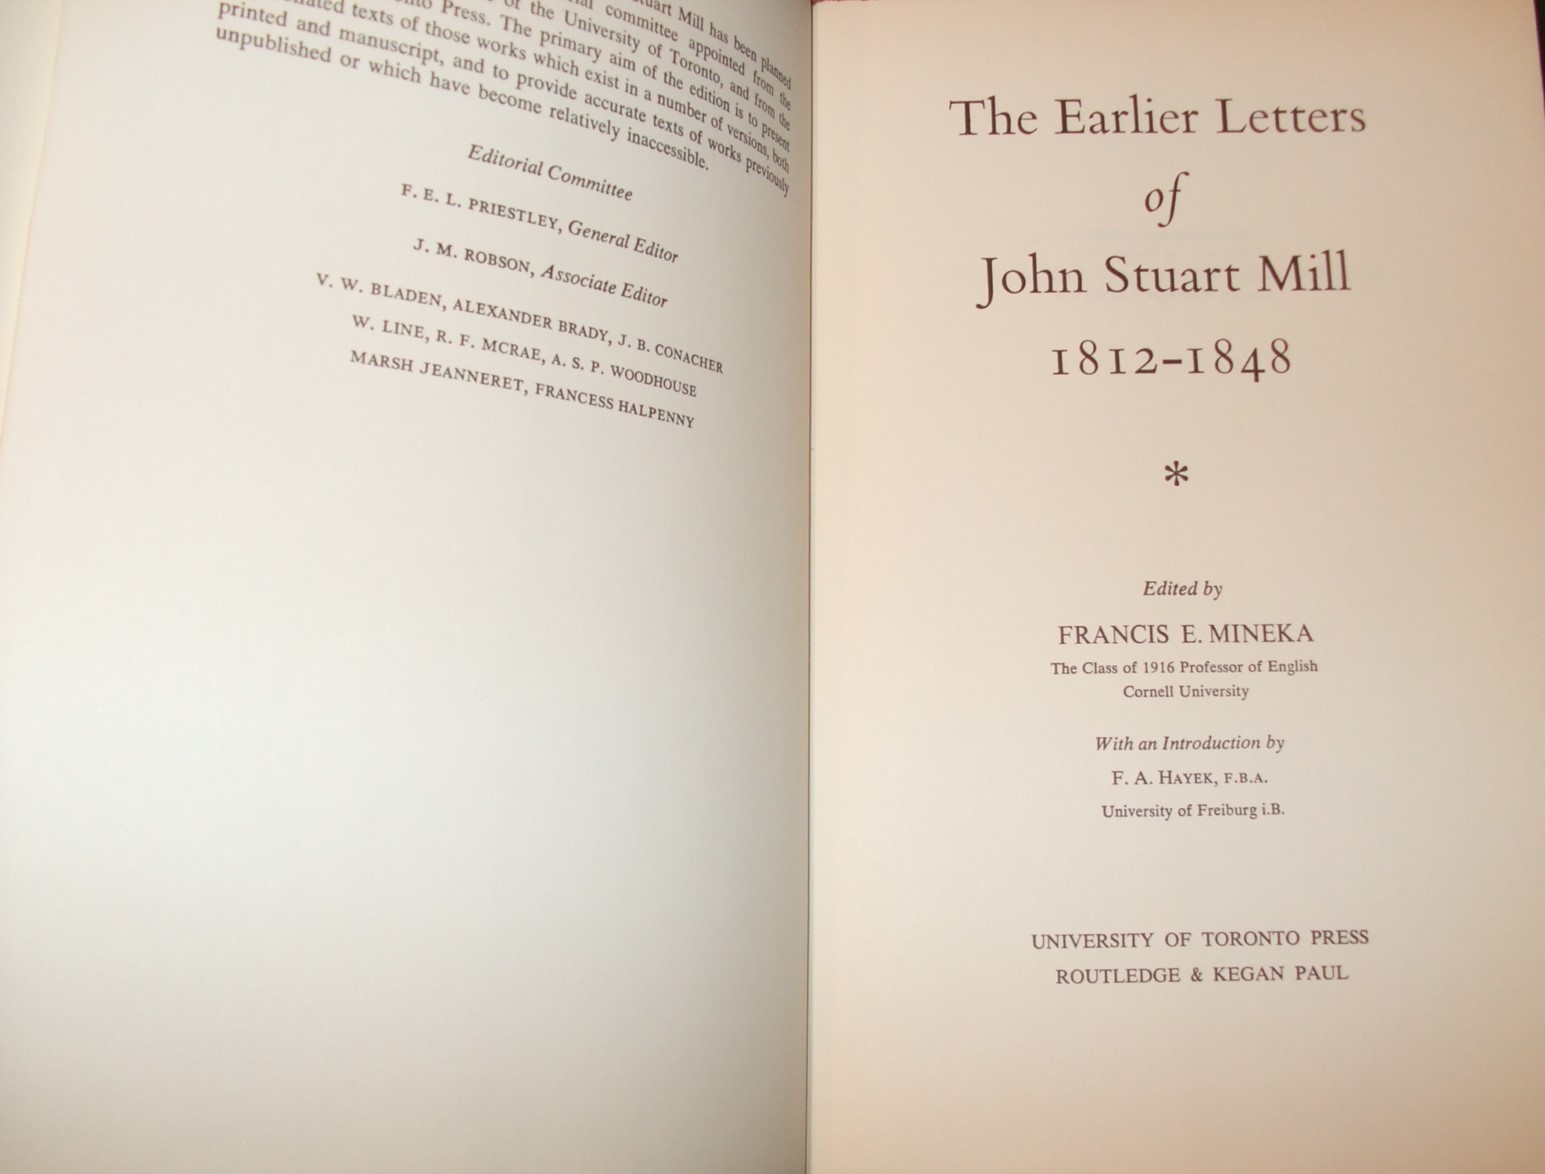 tuart Mill has been planned
committee appointed from the
of the University of Toronto, and from the
Press. The primary aim of the edition is to present
texts of those works which exist in a number of versions, both
printed and manuscript, and to provide accurate texts of works previously
unpublished or which have become relatively inaccessible.
Editorial Committee
F. E. L. PRIESTLEY, General Editor
J. M. ROBSON, Associate Editor
V. W. BLADEN, ALEXANDER BRADY, J. B. CONACHER
W. LINE, R. F. MCRAE, A. S. P. WOODHOUSE
MARSH JEANNERET, FRANCESS HALPENNY
The Earlier Letters
of
John Stuart Mill
1812-1848
*
Edited by
FRANCIS E. MINEKA
The Class of 1916 Professor of English
Cornell University
With an Introduction by
F. A. HAYEK, F.B.A.
University of Freiburg i.B.
UNIVERSITY OF TORONTO PRESS
ROUTLEDGE & KEGAN PAUL